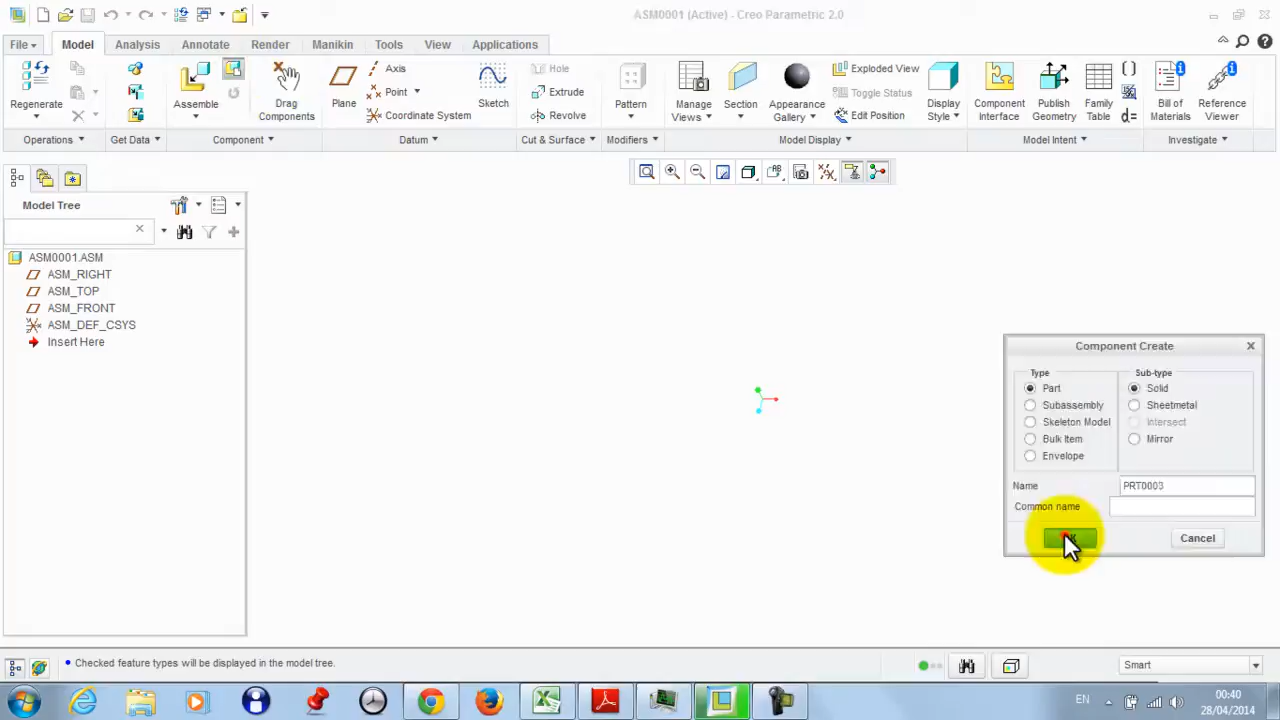 ASM0001 (Active) - Creo Parametric 2.0
File Model Analysis Annotate Render Manikin Tools View Applications
Regenerate
Assemble
Drag Components
Plane
Axis
Point
Coordinate System
Sketch
Hole
Extrude
Revolve
Pattern
Manage Views
Section
Appearance Gallery
Exploded View
Toggle Status
Edit Position
Display Style
Component Interface
Publish Geometry
Family Table
Bill of Materials
Reference Viewer
Operations Get Data Component Datum Cut & Surface Modifiers Model Display Model Intent Investigate
Model Tree
ASM0001.ASM
ASM_RIGHT
ASM_TOP
ASM_FRONT
ASM_DEF_CSYS
Insert Here
Component Create
Type
Part
Subassembly
Skeleton Model
Bulk Item
Envelope
Sub-type
Solid
Sheetmetal
Intersect
Mirror
Name PRT0003
Common name
Cancel
Checked feature types will be displayed in the model tree.
Smart
EN
00:40
28/04/2014